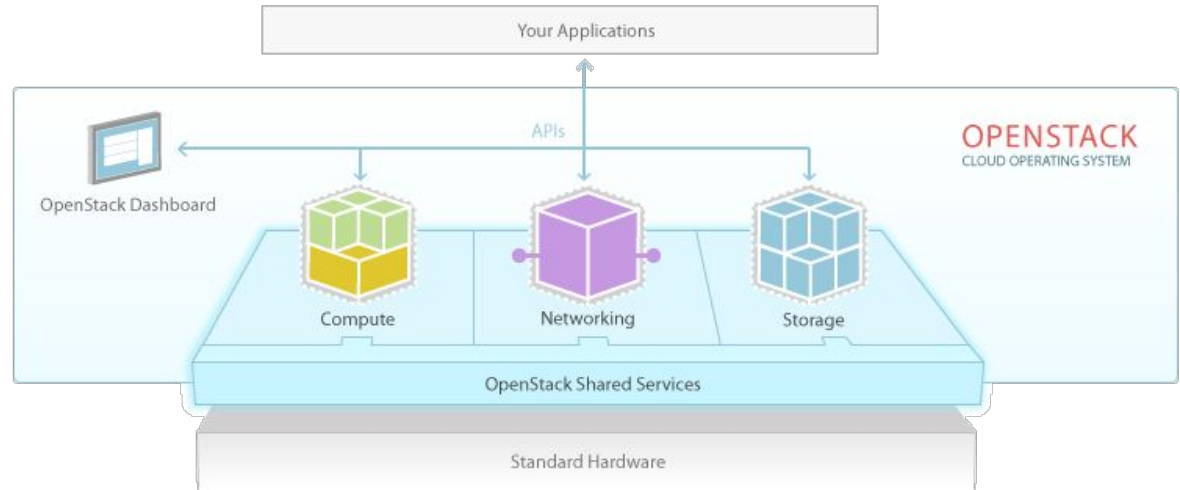 Your Applications
APIs
OPENSTACK
CLOUD OPERATING SYSTEM
OpenStack Dashboard
Compute
Networking
Storage
OpenStack Shared Services
Standard Hardware